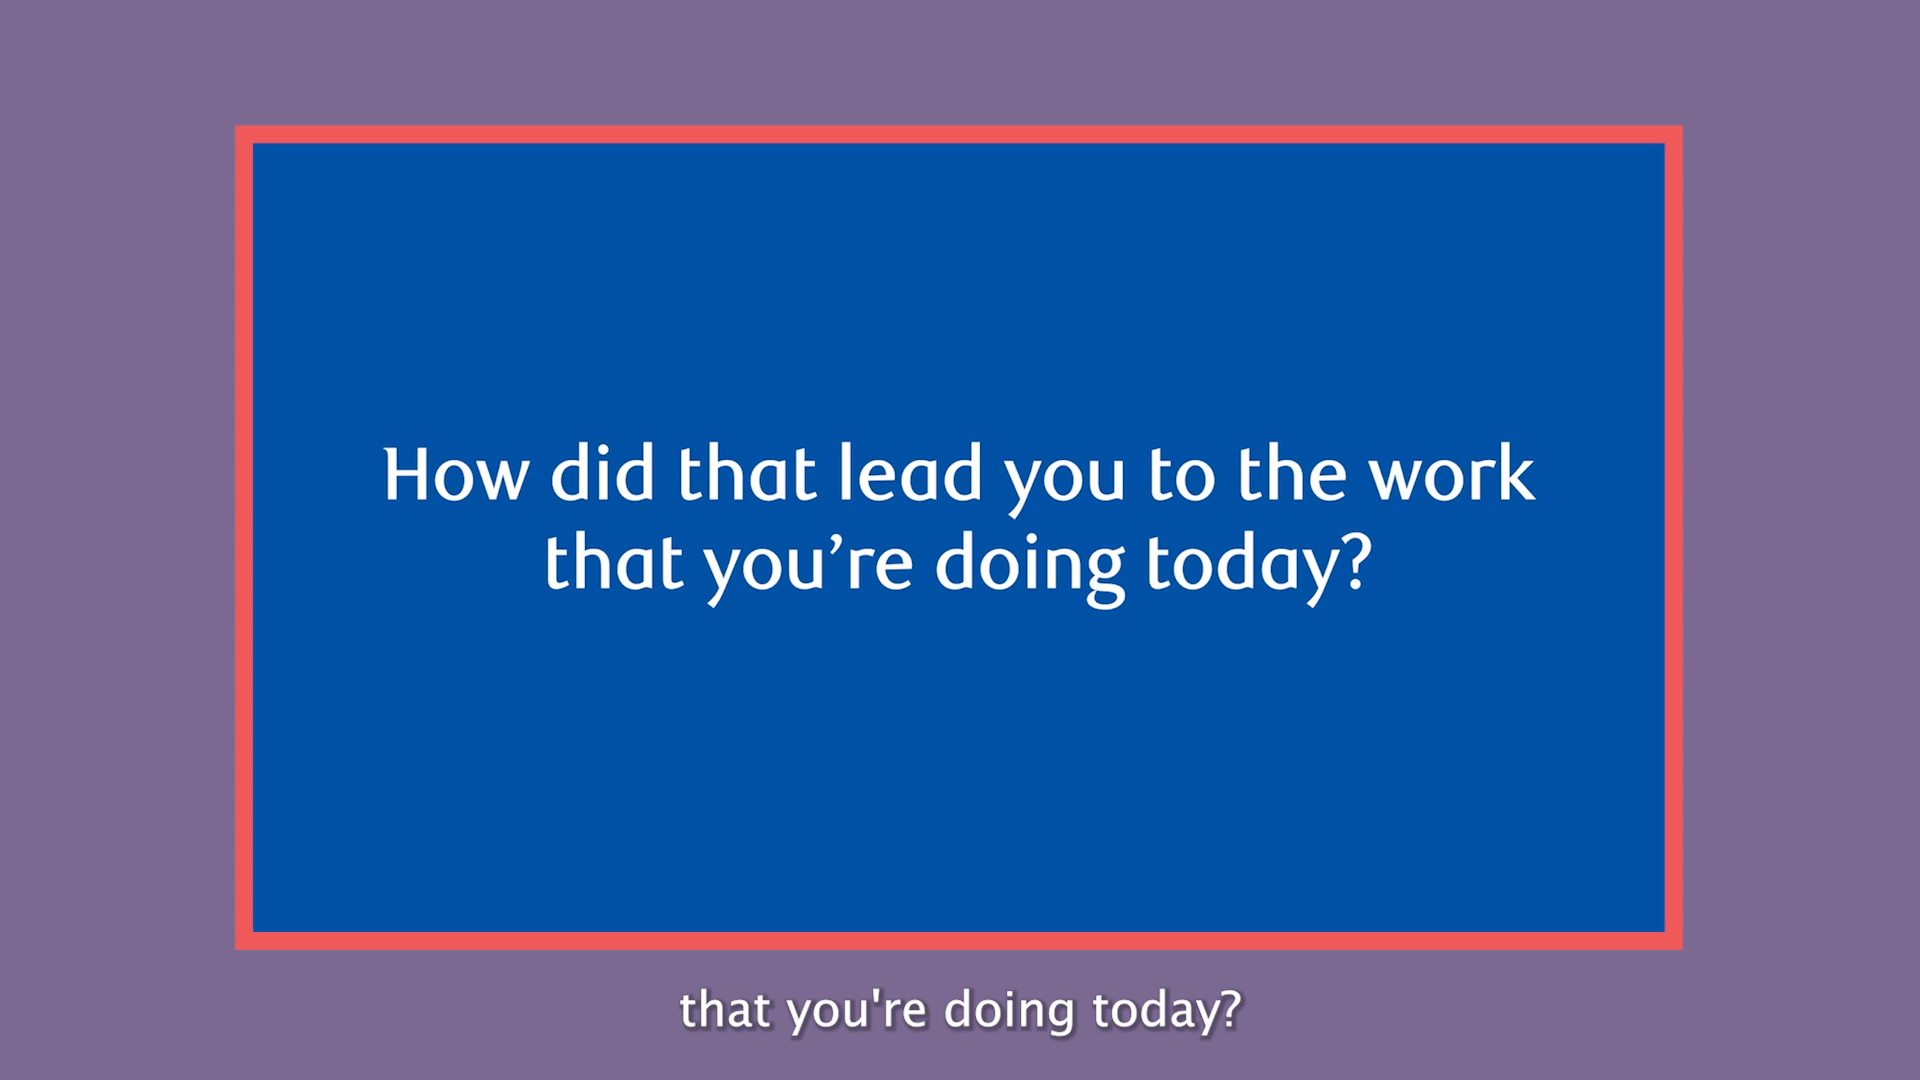 How did that lead you to the work
that you’re doing today?
that you're doing today?